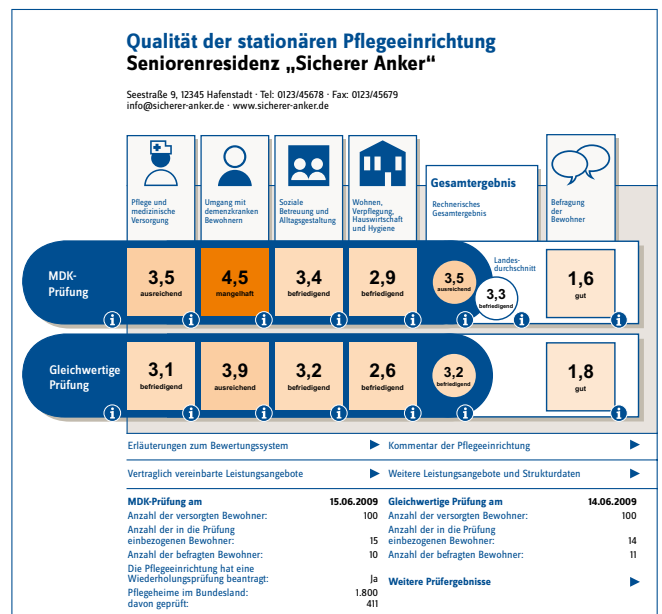 Qualität der stationären Pflegeeinrichtung
Seniorenresidenz „Sicherer Anker“
Seestraße 9, 12345 Hafenstadt · Tel: 0123/45678 · Fax: 0123/45679
info@sicherer-anker.de · www.sicherer-anker.de
Pflege und
medizinische
Versorgung
Umgang mit
demenzkranken
Bewohnern
Soziale
Betreuung und
Alltagsgestaltung
Wohnen,
Verpflegung,
Hauswirtschaft
und Hygiene
Gesamtergebnis
Rechnerisches
Gesamtergebnis
Befragung
der
Bewohner
MDK-
Prüfung
3,5
ausreichend
4,5
mangelhaft
3,4
befriedigend
2,9
befriedigend
3,5
ausreichend
Landes-
durchschnitt
3,3
befriedigend
1,6
gut
i i i i i i i
Gleichwertige
Prüfung
3,1
befriedigend
3,9
ausreichend
3,2
befriedigend
2,6
befriedigend
3,2
befriedigend
1,8
gut
i i i i i i
Erläuterungen zum Bewertungssystem
Kommentar der Pflegeeinrichtung
Vertraglich vereinbarte Leistungsangebote
Weitere Leistungsangebote und Strukturdaten
MDK-Prüfung am 15.06.2009
Anzahl der versorgten Bewohner: 100
Anzahl der in die Prüfung
einbezogenen Bewohner: 15
Anzahl der befragten Bewohner: 10
Die Pflegeeinrichtung hat eine
Wiederholungsprüfung beantragt: Ja
Pflegeheime im Bundesland: 1.800
davon geprüft: 411
Gleichwertige Prüfung am 14.06.2009
Anzahl der versorgten Bewohner: 100
Anzahl der in die Prüfung
einbezogenen Bewohner: 14
Anzahl der befragten Bewohner: 11
Weitere Prüfergebnisse